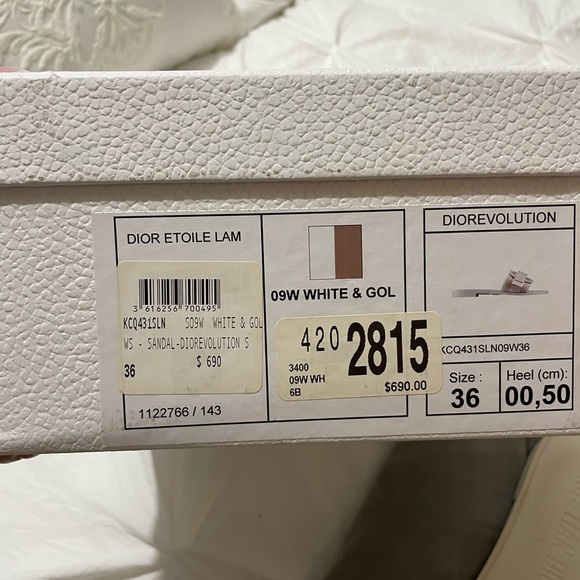 DIOR ETOILE LAM
3 616256 700495
KCQ431SLN S09W WHITE & GOL
WS - SANDAL-DIOREVOLUTION S
$ 690
36
1122766 / 143
09W WHITE & GOL
420 2815
3400
09W WH
6B
$690.00
DIOREVOLUTION
KCQ431SLN09W36
Size :
36
Heel (cm):
00,50